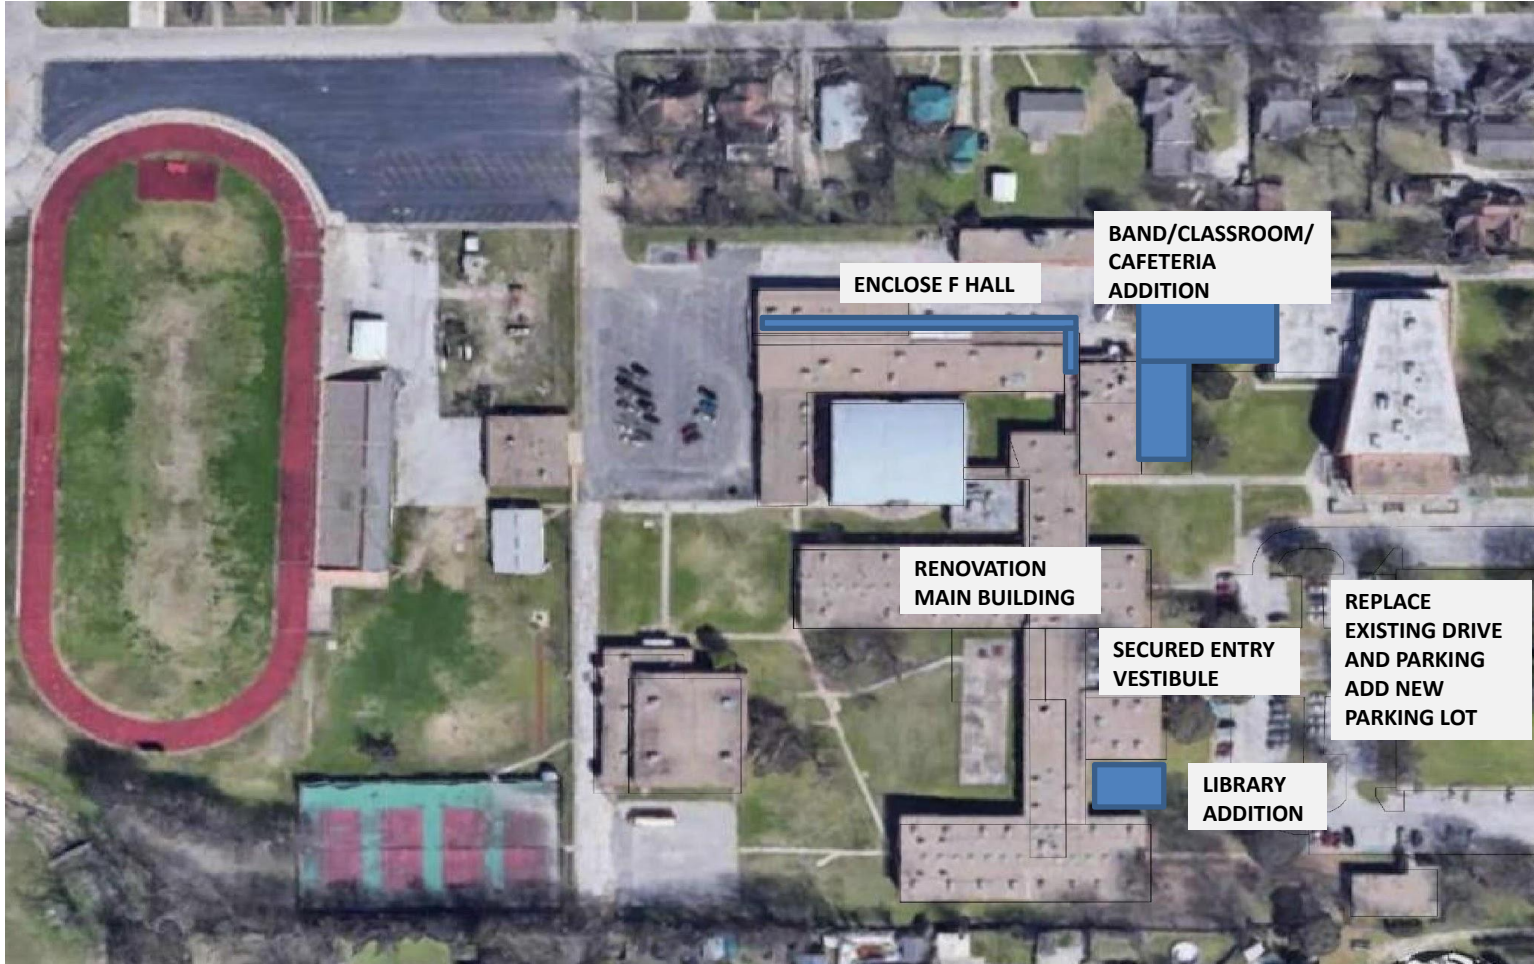 BAND/CLASSROOM/
CAFETERIA
ADDITION
ENCLOSE F HALL
RENOVATION
MAIN BUILDING
REPLACE
EXISTING DRIVE
AND PARKING
ADD NEW
PARKING LOT
SECURED ENTRY
VESTIBULE
LIBRARY
ADDITION